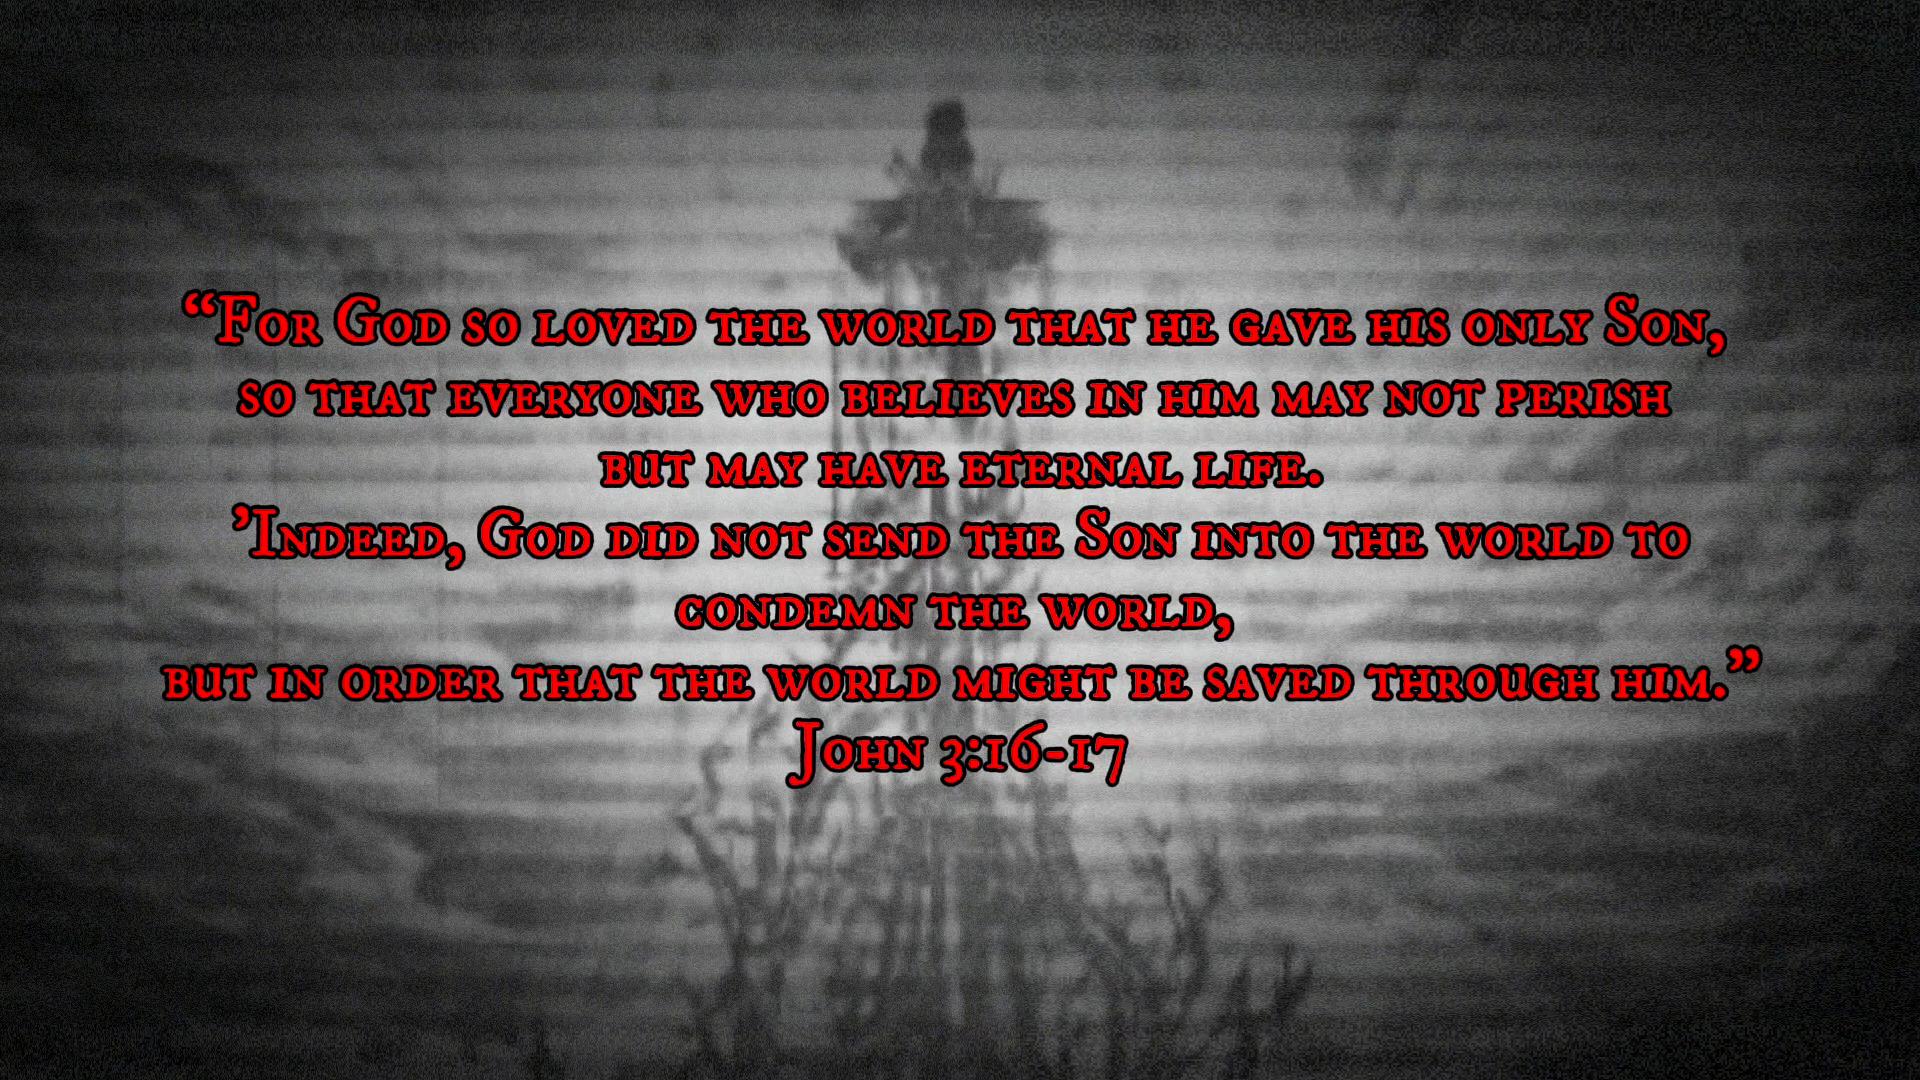 “For God so loved the world that he gave his only Son,
so that everyone who believes in him may not perish
but may have eternal life.
’Indeed, God did not send the Son into the world to
condemn the world,
but in order that the world might be saved through him.”
John 3:16-17